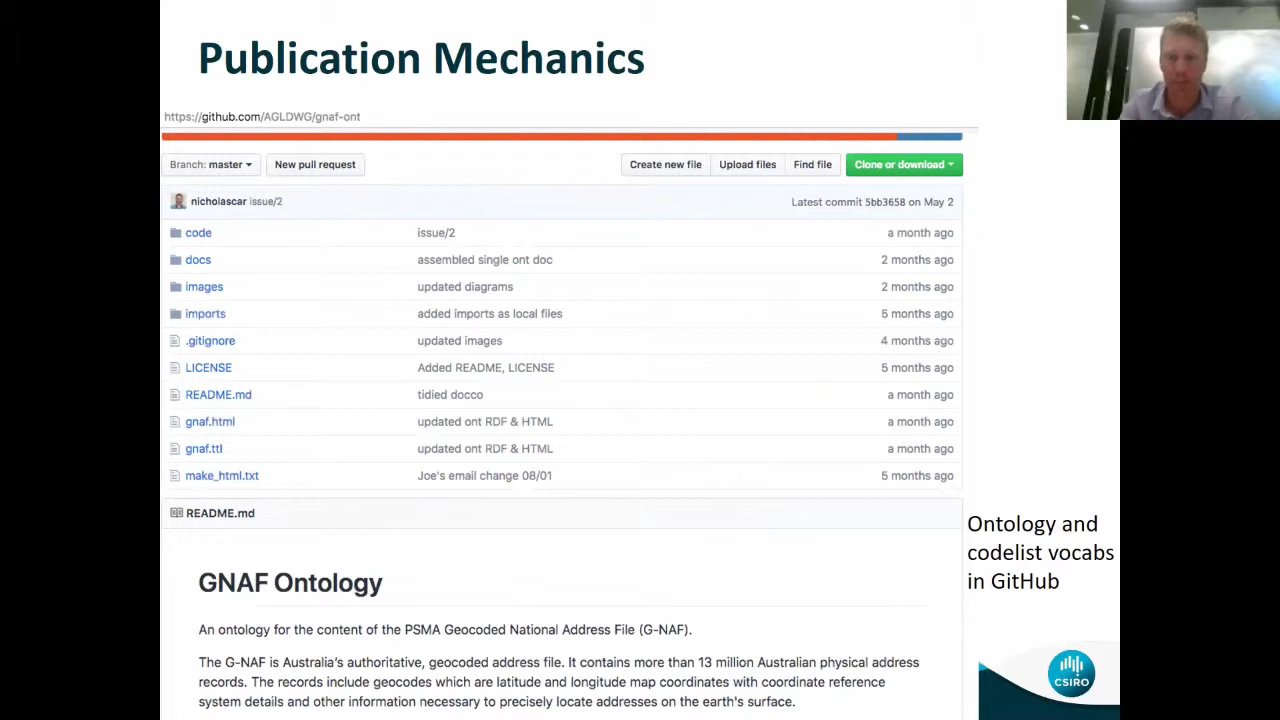 Publication Mechanics
https://github.com/AGLDWG/gnaf-ont
Branch: master
New pull request
Create new file
Upload files
Find file
Clone or download
nicholascar issue/2
Latest commit 5bb3658 on May 2
code issue/2 a month ago
docs assembled single ont doc 2 months ago
images updated diagrams 2 months ago
imports added imports as local files 5 months ago
.gitignore updated images 4 months ago
LICENSE Added README, LICENSE 5 months ago
README.md tidied docco a month ago
gnaf.html updated ont RDF & HTML a month ago
gnaf.ttl updated ont RDF & HTML a month ago
make_html.txt Joe's email change 08/01 5 months ago
README.md
GNAF Ontology
An ontology for the content of the PSMA Geocoded National Address File (G-NAF).
The G-NAF is Australia's authoritative, geocoded address file. It contains more than 13 million Australian physical address
records. The records include geocodes which are latitude and longitude map coordinates with coordinate reference
system details and other information necessary to precisely locate addresses on the earth's surface.
Ontology and
codelist vocabs
in GitHub
CSIRO